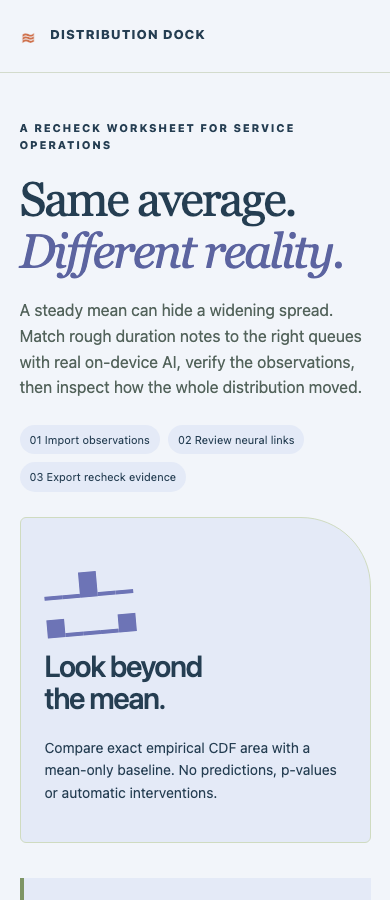 DISTRIBUTION DOCK
A RECHECK WORKSHEET FOR SERVICE
OPERATIONS
Same average.
Different reality.
A steady mean can hide a widening spread.
Match rough duration notes to the right queues
with real on-device AI, verify the observations,
then inspect how the whole distribution moved.
01 Import observations
02 Review neural links
03 Export recheck evidence
Look beyond
the mean.
Compare exact empirical CDF area with a
mean-only baseline. No predictions, p-values
or automatic interventions.